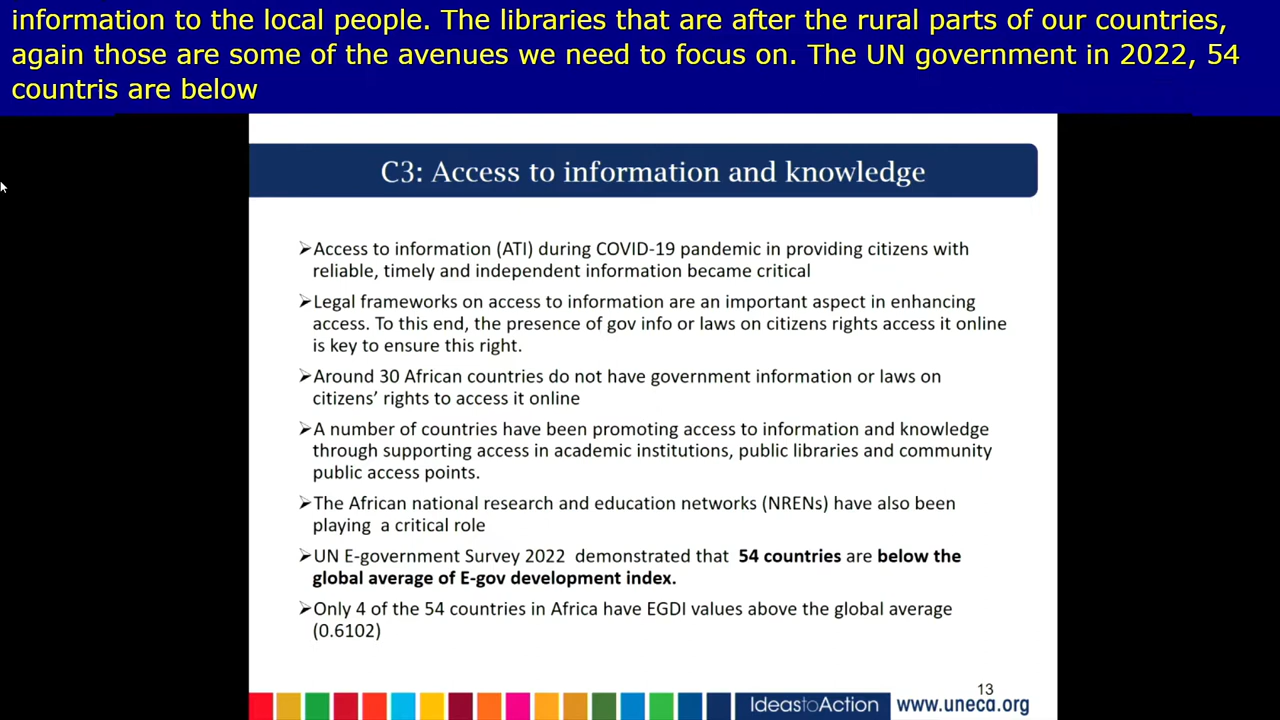 information to the local people. The libraries that are after the rural parts of our countries,
again those are some of the avenues we need to focus on. The UN government in 2022, 54
countris are below
C3: Access to information and knowledge
➢Access to information (ATI) during COVID-19 pandemic in providing citizens with
reliable, timely and independent information became critical
➢Legal frameworks on access to information are an important aspect in enhancing
access. To this end, the presence of gov info or laws on citizens rights access it online
is key to ensure this right.
➢Around 30 African countries do not have government information or laws on
citizens’ rights to access it online
➢A number of countries have been promoting access to information and knowledge
through supporting access in academic institutions, public libraries and community
public access points.
➢The African national research and education networks (NRENs) have also been
playing a critical role
➢UN E-government Survey 2022 demonstrated that 54 countries are below the
global average of E-gov development index.
➢Only 4 of the 54 countries in Africa have EGDI values above the global average
(0.6102)
13
IdeastoAction www.uneca.org